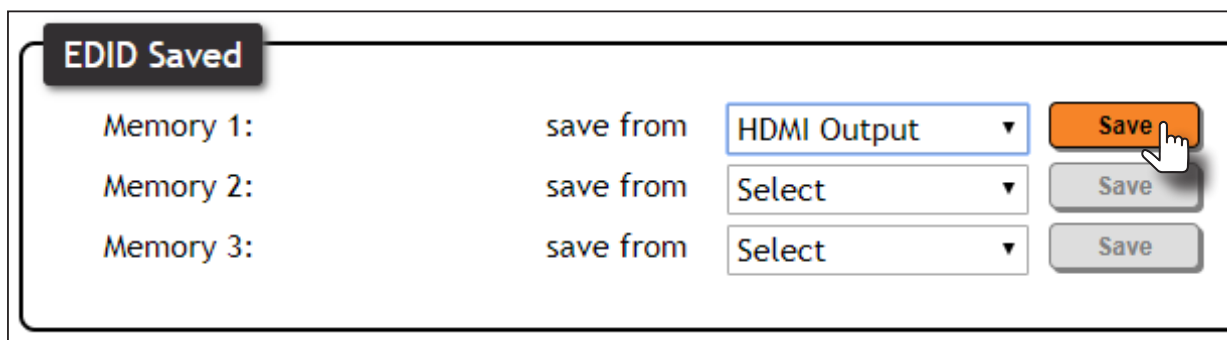 EDID Saved
Memory 1: save from HDMI Output Save
Memory 2: save from Select Save
Memory 3: save from Select Save